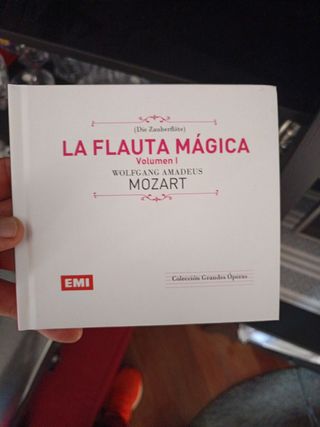 (Die Zauberflöte)
LA FLAUTA MÁGICA
Volumen I
WOLFGANG AMADEUS
MOZART
EMI
Colección Grandes Óperas